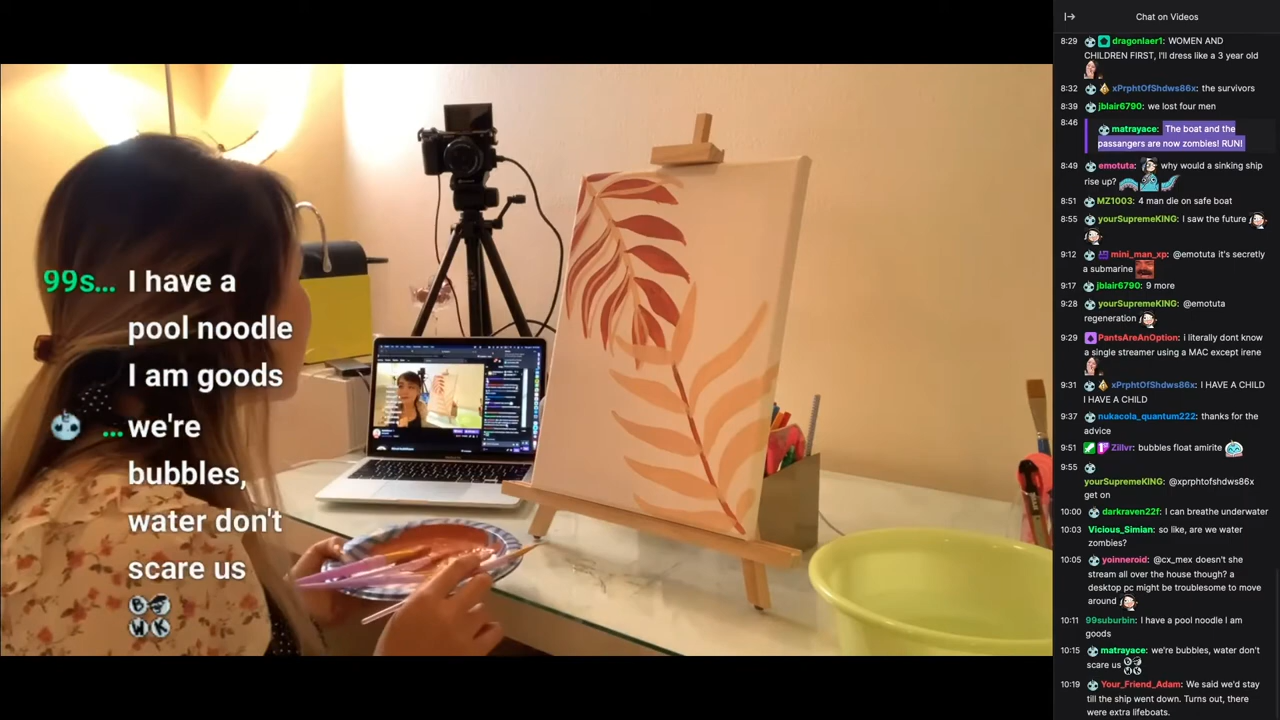 Chat on Videos
8:29 dragonlaer1: WOMEN AND
CHILDREN FIRST, I'll dress like a 3 year old
8:32 xPrphtOfShdws86x: the survivors
8:39 jblair6790: we lost four men
8:46 matrayace: The boat and the
passangers are now zombies! RUN!
8:49 emotuta: why would a sinking ship
rise up?
8:51 MZ1003: 4 man die on safe boat
8:55 yourSupremeKING: I saw the future
9:12 mini_man_xp: @emotuta it's secretly
a submarine
9:17 jblair6790: 9 more
9:28 yourSupremeKING: @emotuta
regeneration
9:29 PantsAreAnOption: i literally dont know
a single streamer using a MAC except irene
9:31 xPrphtOfShdws86x: I HAVE A CHILD
I HAVE A CHILD
9:37 nukacola_quantum222: thanks for the
advice
9:51 Zillvr: bubbles float amirite
9:55
yourSupremeKING: @xprphtofshdws86x
get on
10:00 darkraven22f: I can breathe underwater
10:03 Vicious_Simian: so like, are we water
zombies?
10:05 yoinneroid: @cx_mex doesn't she
stream all over the house though? a
desktop pc might be troublesome to move
around
10:11 99suburbin: I have a pool noodle I am
goods
10:15 matrayace: we're bubbles, water don't
scare us
10:19 Your_Friend_Adam: We said we'd stay
till the ship went down. Turns out, there
were extra lifeboats.
99s... I have a
pool noodle
I am goods
... we're
bubbles,
water don't
scare us